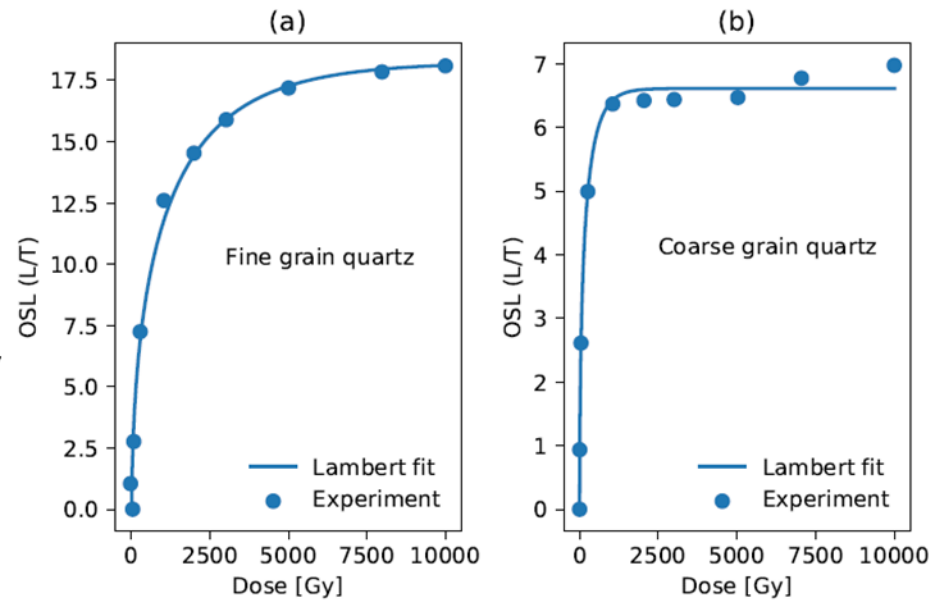 (a)
OSL (L/T)
17.5
15.0
12.5
10.0
7.5
5.0
2.5
0.0
Fine grain quartz
Lambert fit
Experiment
0 2500 5000 7500 10000
Dose [Gy]
(b)
OSL (L/T)
7
6
5
4
3
2
1
0
Coarse grain quartz
Lambert fit
Experiment
0 2500 5000 7500 10000
Dose [Gy]